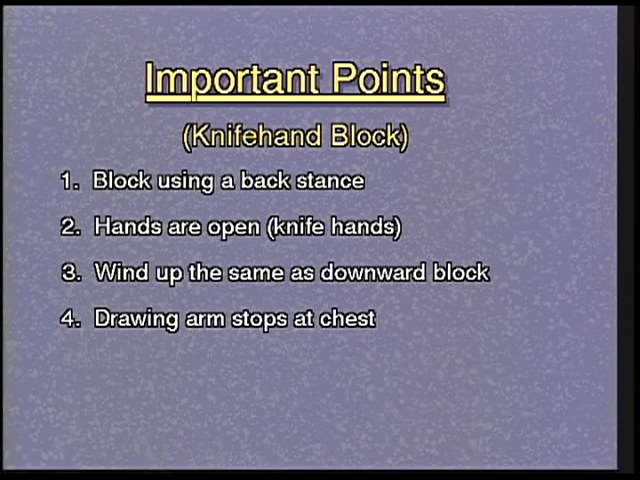 Important Points
(Knifehand Block)
1. Block using a back stance
2. Hands are open (knife hands)
3. Wind up the same as downward block
4. Drawing arm stops at chest